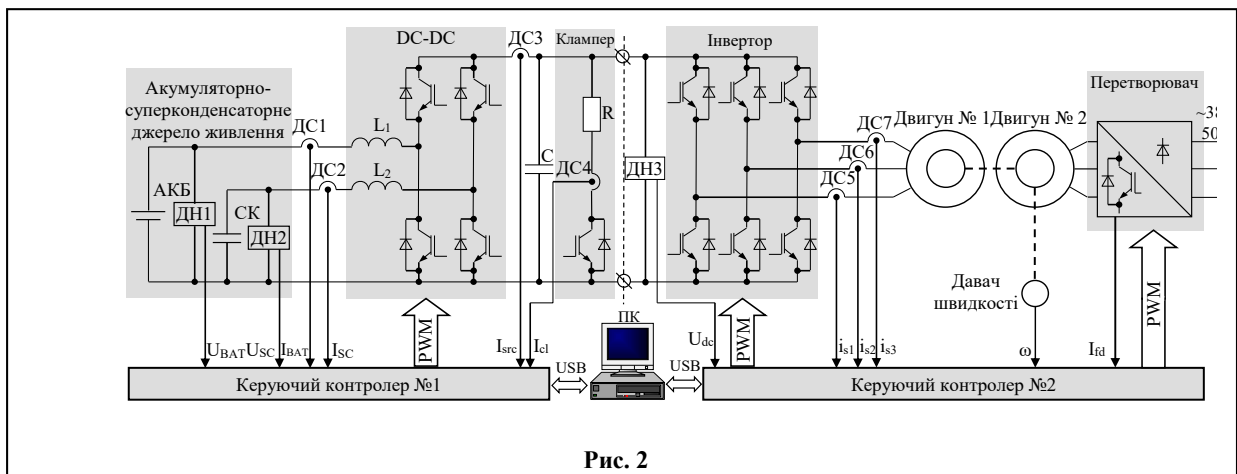 DC-DC
ДС3
Клампер
Інвертор
Перетворювач
Акумуляторно-
суперконденсаторне
джерело живлення
ДС1
L1
ДС2
L2
АКБ
ДН1
СК
ДН2
C
R
ДС4
ДН3
ДС7
ДС6
ДС5
Двигун № 1
Двигун № 2
~38
50
Давач
швидкості
PWM
ПК
PWM
PWM
UBAT
USC
IBAT
ISC
Isrc
Icl
Udc
is1
is2
is3
ω
Ifd
USB
USB
Керуючий контролер №1
Керуючий контролер №2
Рис. 2